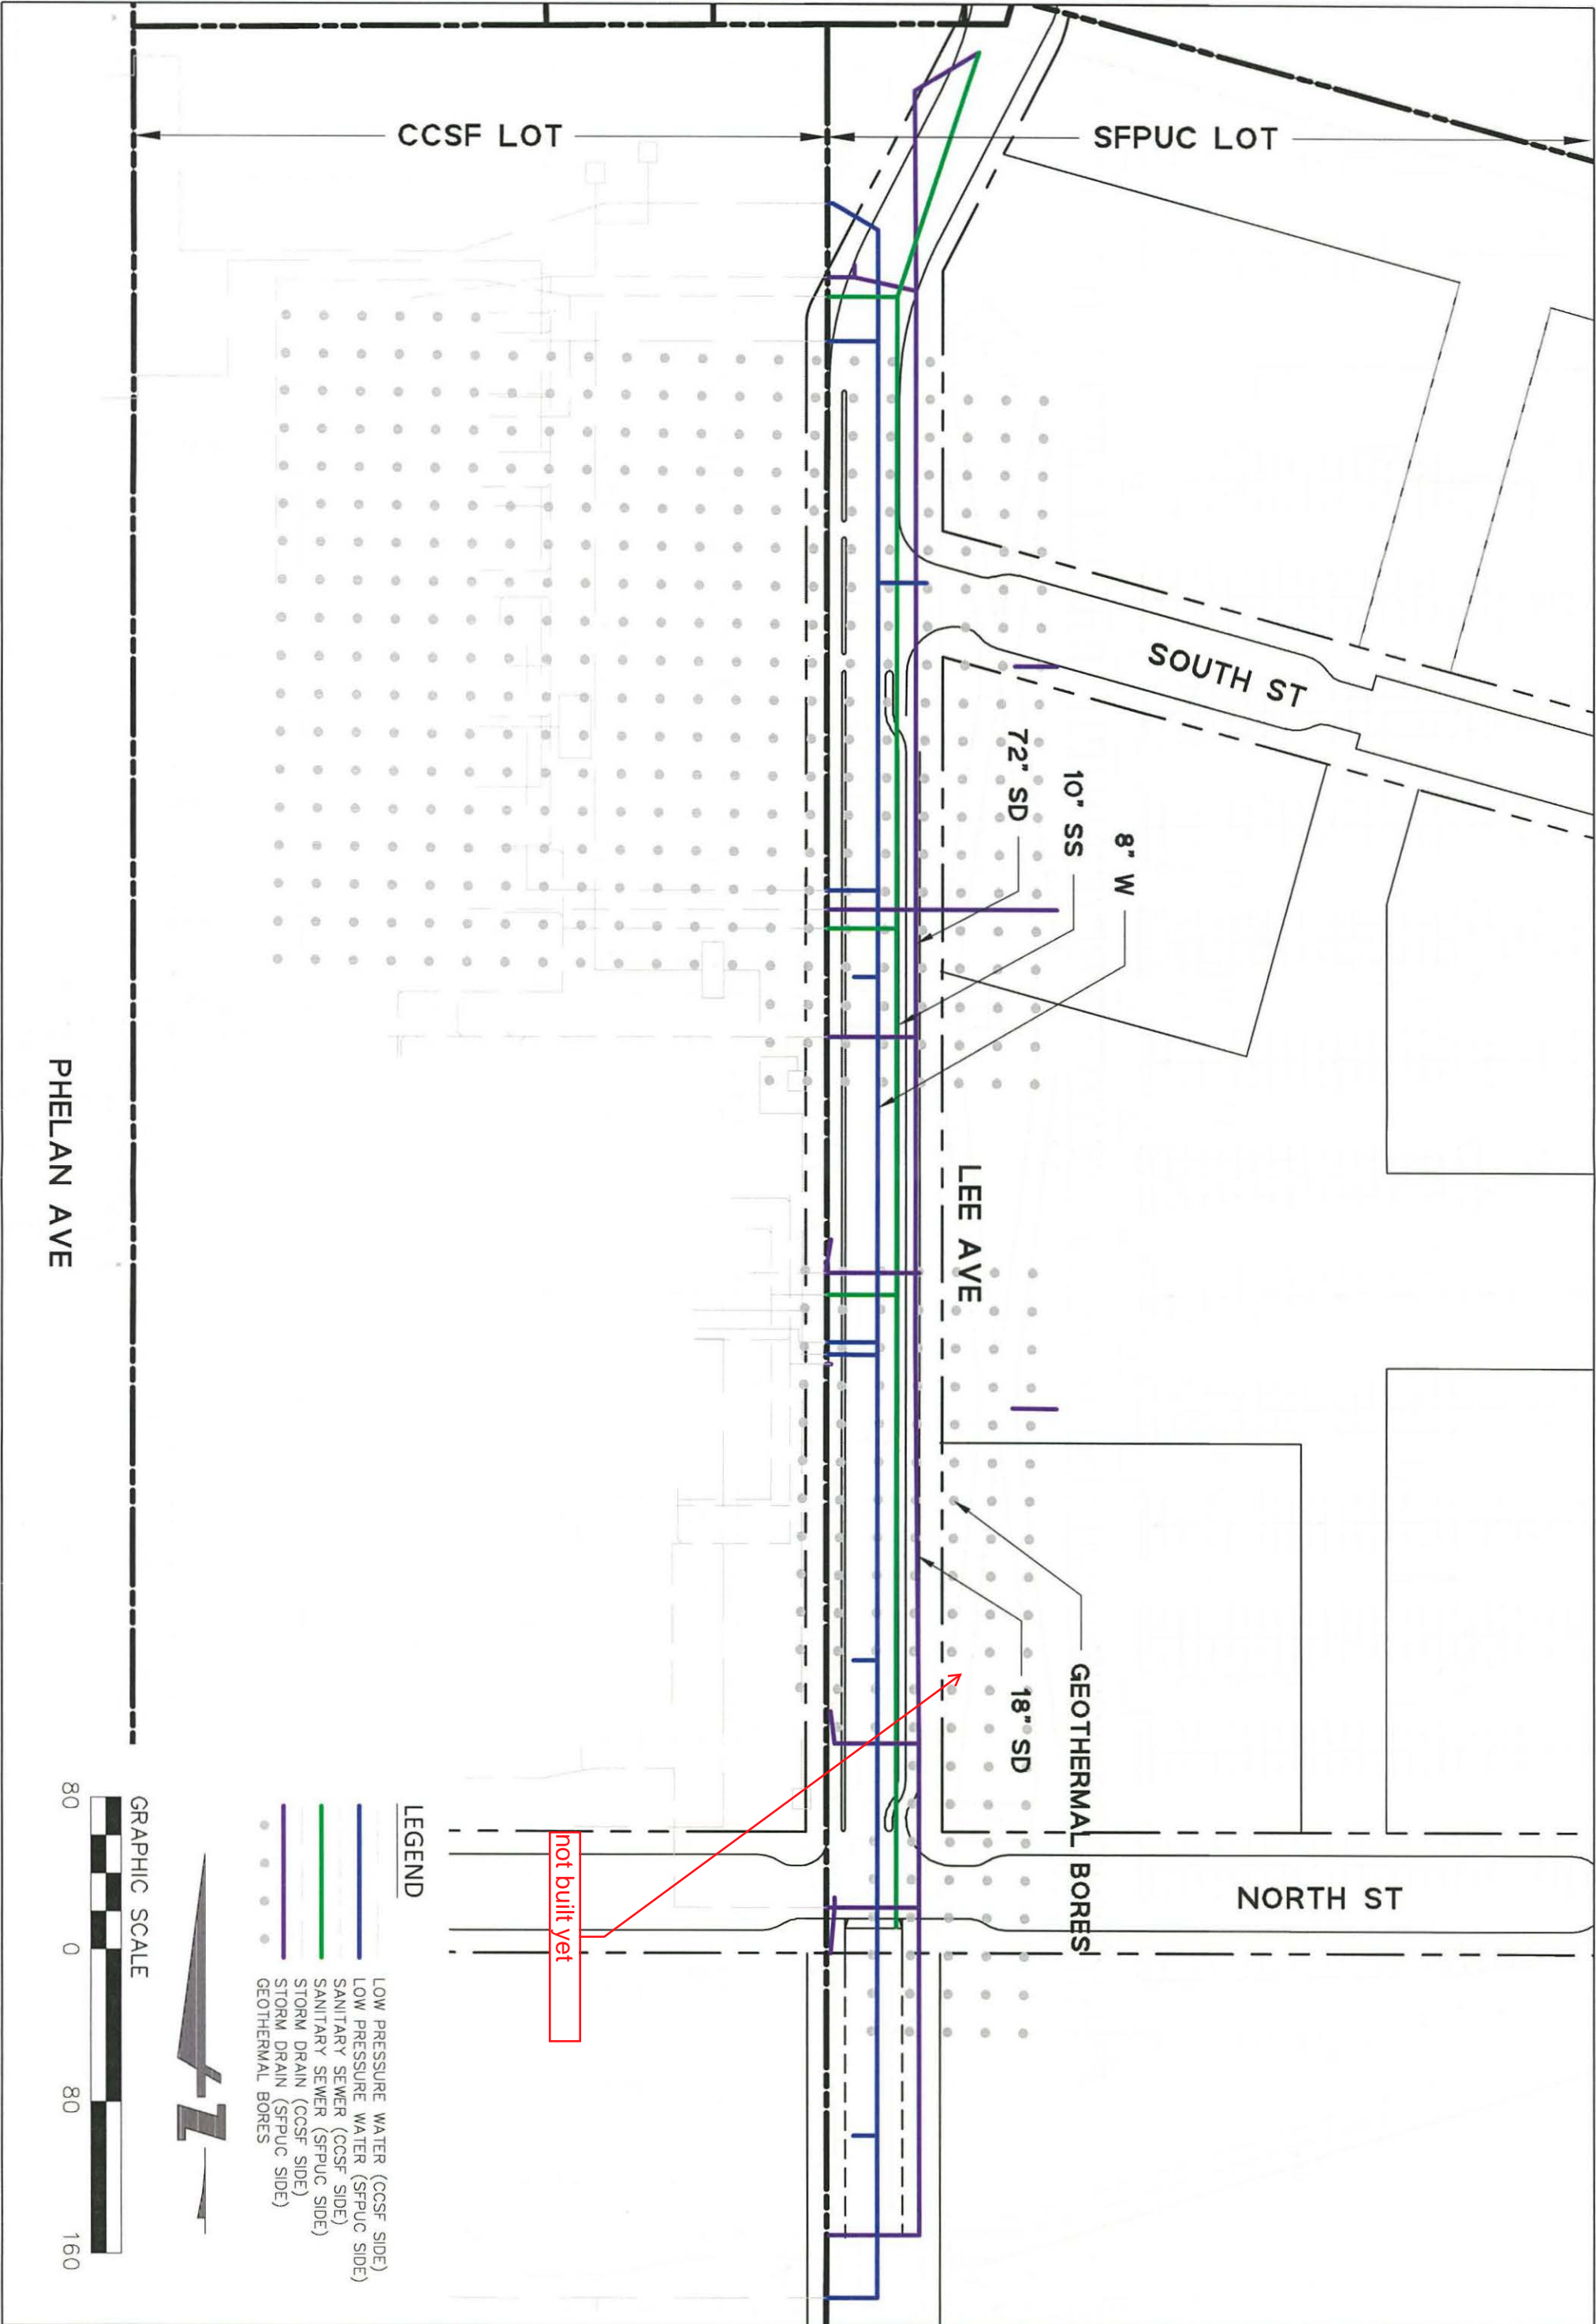 CCSF LOT
SFPUC LOT
SOUTH ST
72" SD
10" SS
8" W
LEE AVE
PHELAN AVE
18" SD
GEOTHERMAL BORES
NORTH ST
not built yet
LEGEND
LOW PRESSURE WATER (CCSF SIDE)
LOW PRESSURE WATER (SFPUC SIDE)
SANITARY SEWER (CCSF SIDE)
SANITARY SEWER (SFPUC SIDE)
STORM DRAIN (CCSF SIDE)
STORM DRAIN (SFPUC SIDE)
GEOTHERMAL BORES
Z
GRAPHIC SCALE
80 0 80 160